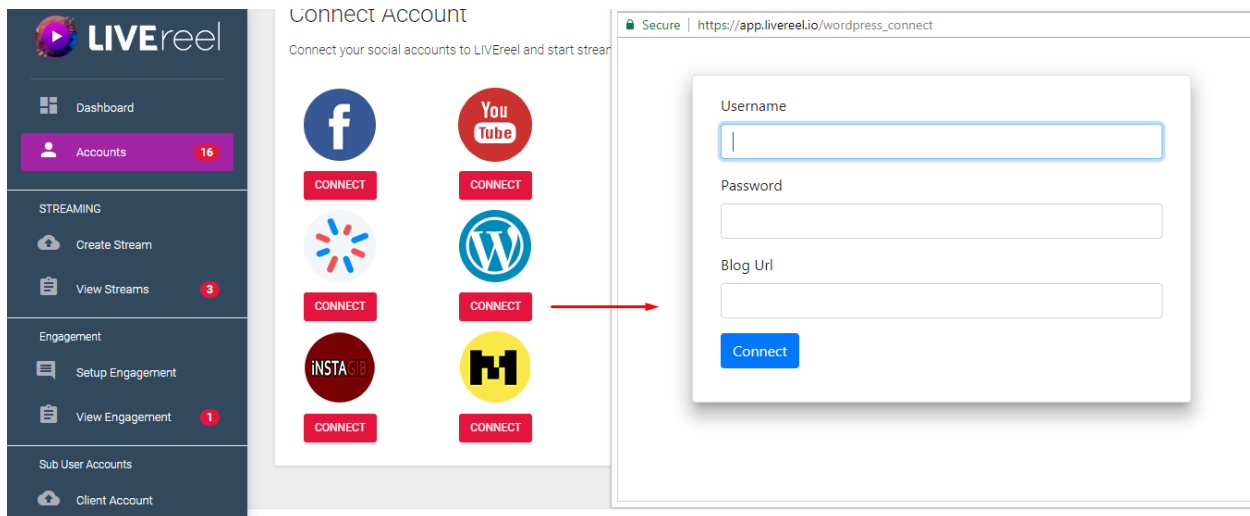 LIVEreel
Dashboard
Accounts 16
STREAMING
Create Stream
View Streams 3
Engagement
Setup Engagement
View Engagement 1
Sub User Accounts
Client Account
Connect Account
Connect your social accounts to LIVEreel and start strear
f
You
Tube
CONNECT CONNECT
W
CONNECT CONNECT
iNSTAGIB
M
CONNECT CONNECT
Secure | https://app.livereel.io/wordpress_connect
Username
Password
Blog Url
Connect